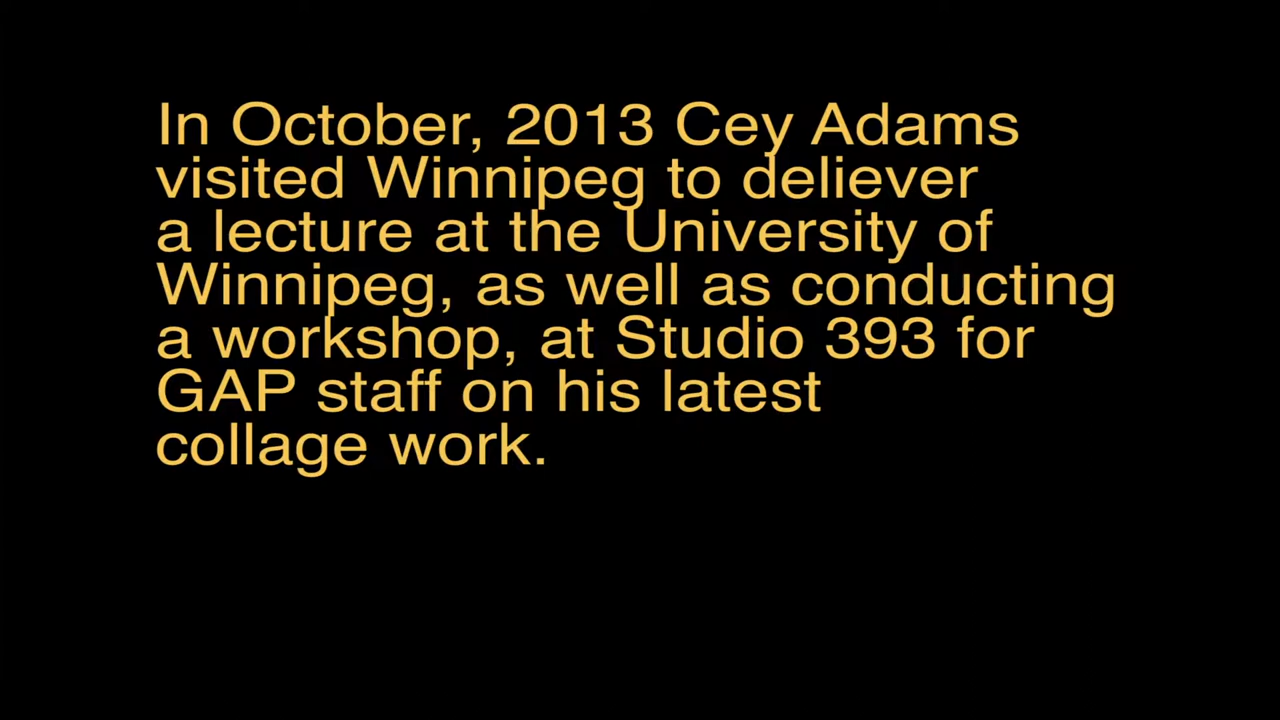 In October, 2013 Cey Adams
visited Winnipeg to deliever
a lecture at the University of
Winnipeg, as well as conducting
a workshop, at Studio 393 for
GAP staff on his latest
collage work.